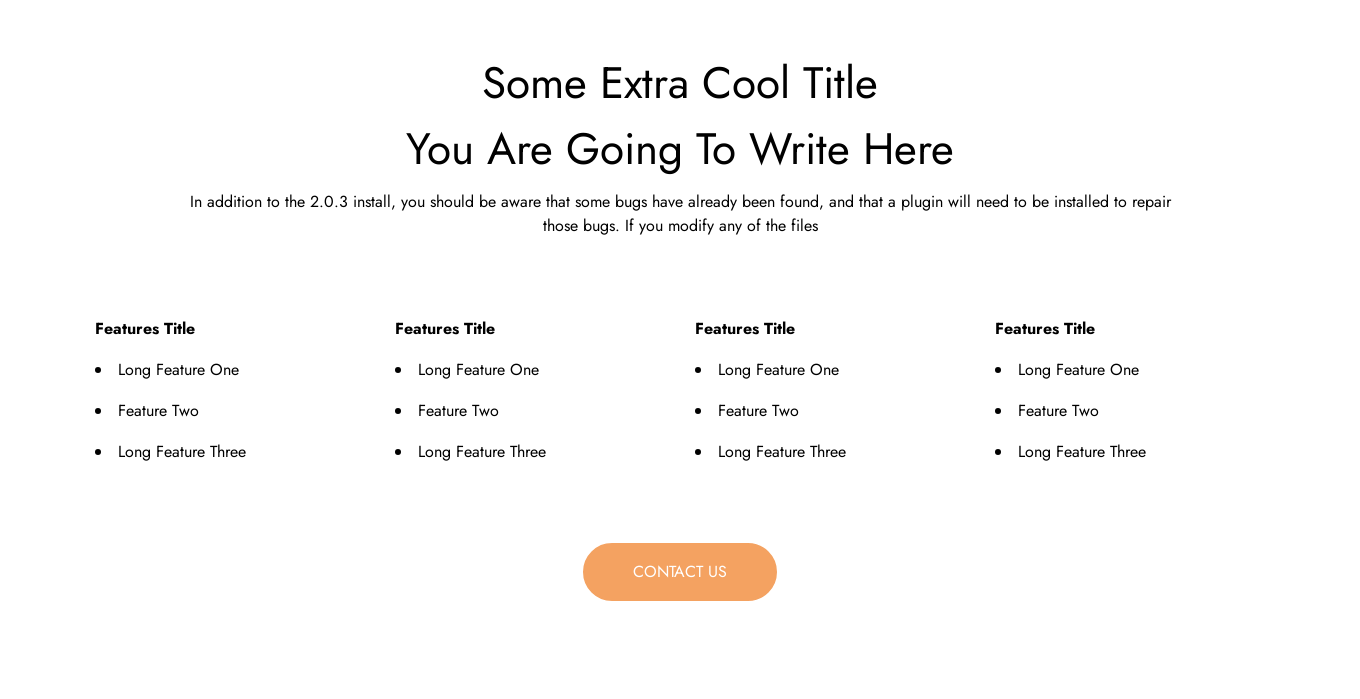 Some Extra Cool Title
You Are Going To Write Here
In addition to the 2.0.3 install, you should be aware that some bugs have already been found, and that a plugin will need to be installed to repair
those bugs. If you modify any of the files
Features Title
Long Feature One
Feature Two
Long Feature Three
Features Title
Long Feature One
Feature Two
Long Feature Three
Features Title
Long Feature One
Feature Two
Long Feature Three
Features Title
Long Feature One
Feature Two
Long Feature Three
CONTACT US